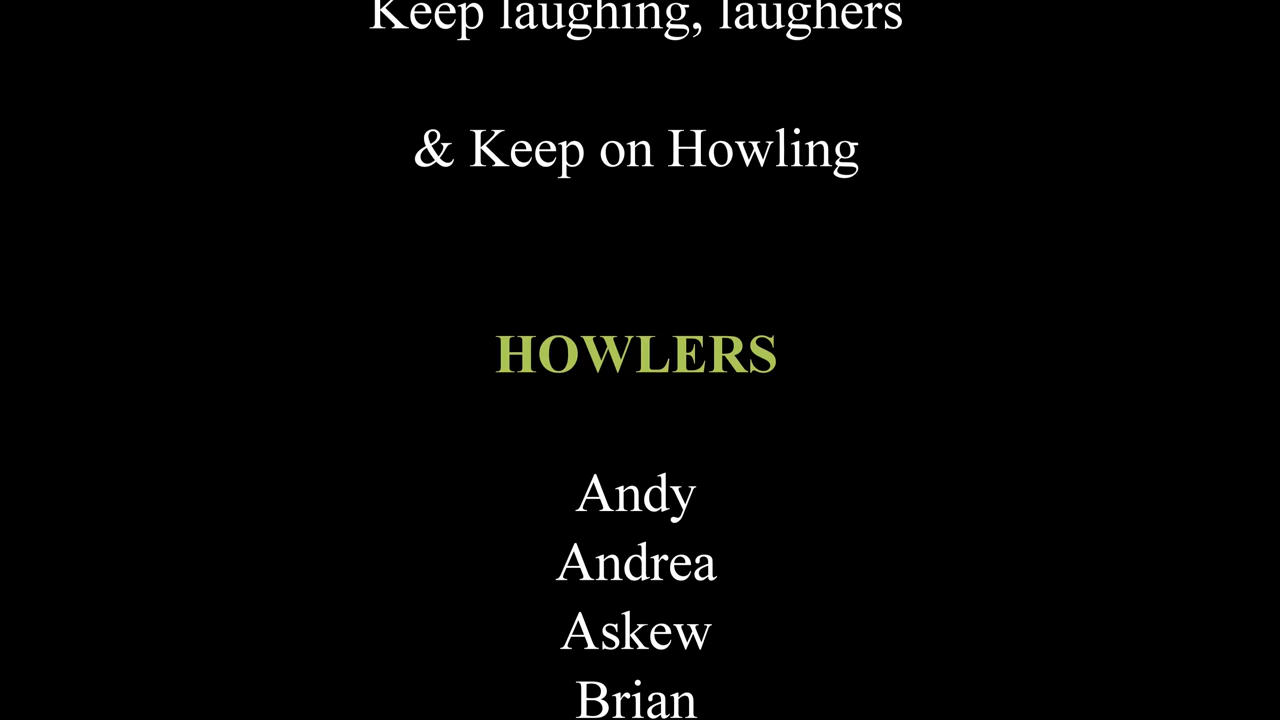 Keep laughing, laughers
& Keep on Howling
HOWLERS
Andy
Andrea
Askew
Brian